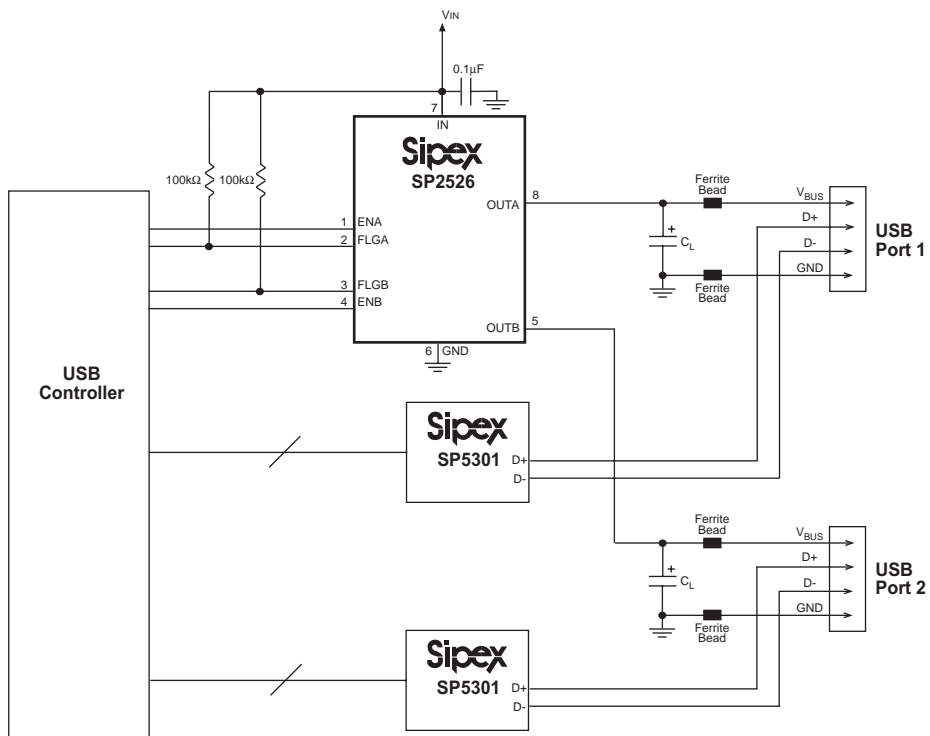 VIN
0.1µF
7
IN
Sipex
SP2526
100kΩ
100kΩ
1
ENA
2
FLGA
3
FLGB
4
ENB
OUTA
8
OUTB
5
6
GND
USB
Controller
Ferrite
Bead
VBUS
D+
D-
GND
+
CL
Ferrite
Bead
USB
Port 1
Sipex
SP5301
D+
D-
Ferrite
Bead
VBUS
D+
D-
GND
+
CL
Ferrite
Bead
USB
Port 2
Sipex
SP5301
D+
D-